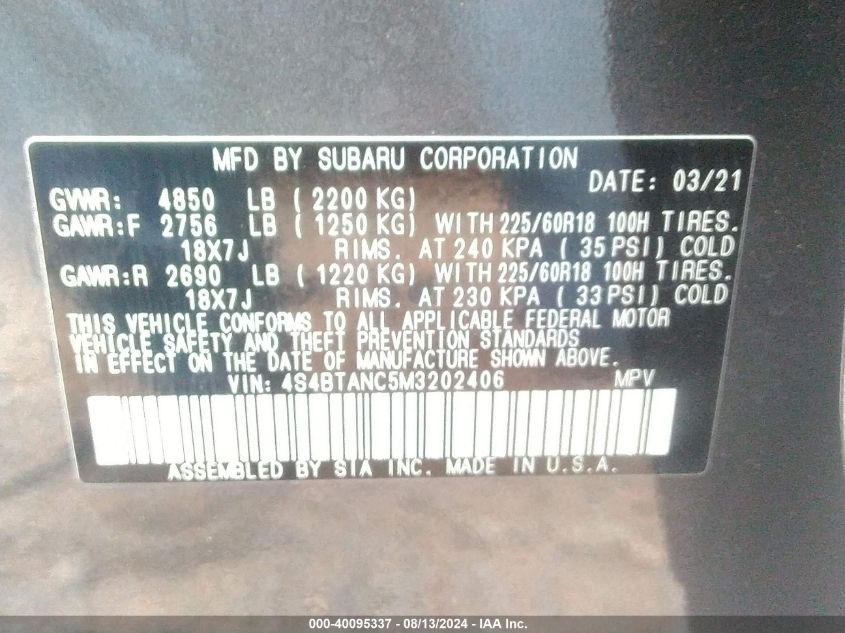 MFD BY SUBARU CORPORATION
DATE: 03/21
GVWR: 4850 LB ( 2200 KG)
GAWR:F 2756 LB ( 1250 KG) WITH 225/60R18 100H TIRES.
18X7J RIMS. AT 240 KPA ( 35 PSI) COLD
GAWR:R 2690 LB ( 1220 KG) WITH 225/60R18 100H TIRES.
18X7J RIMS. AT 230 KPA ( 33 PSI) COLD
THIS VEHICLE CONFORMS TO ALL APPLICABLE FEDERAL MOTOR
VEHICLE SAFETY AND THEFT PREVENTION STANDARDS
IN EFFECT ON THE DATE OF MANUFACTURE SHOWN ABOVE.
VIN: 4S4BTANC5M3202406 MPV
ASSEMBLED BY SIA INC. MADE IN U.S.A.
000-40095337 - 08/13/2024 - IAA Inc.